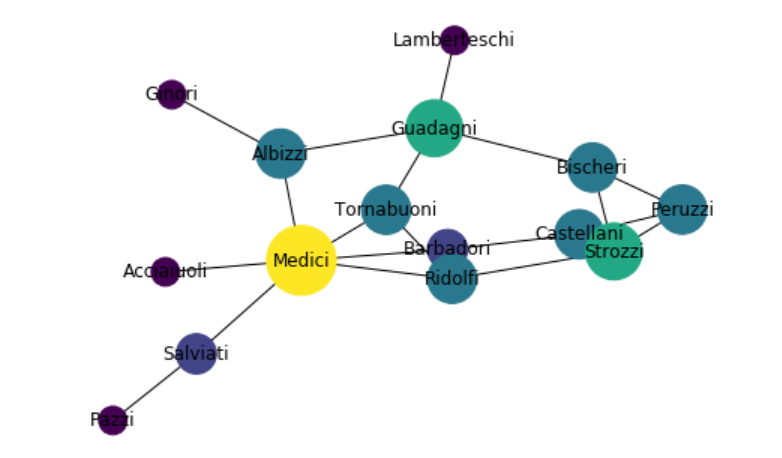 Lamberteschi
Ginori
Guadagni
Albizzi
Bischeri
Tornabuoni
Peruzzi
Castellani
Barbadori
Strozzi
Medici
Acciaiuoli
Ridolfi
Salviati
Pazzi